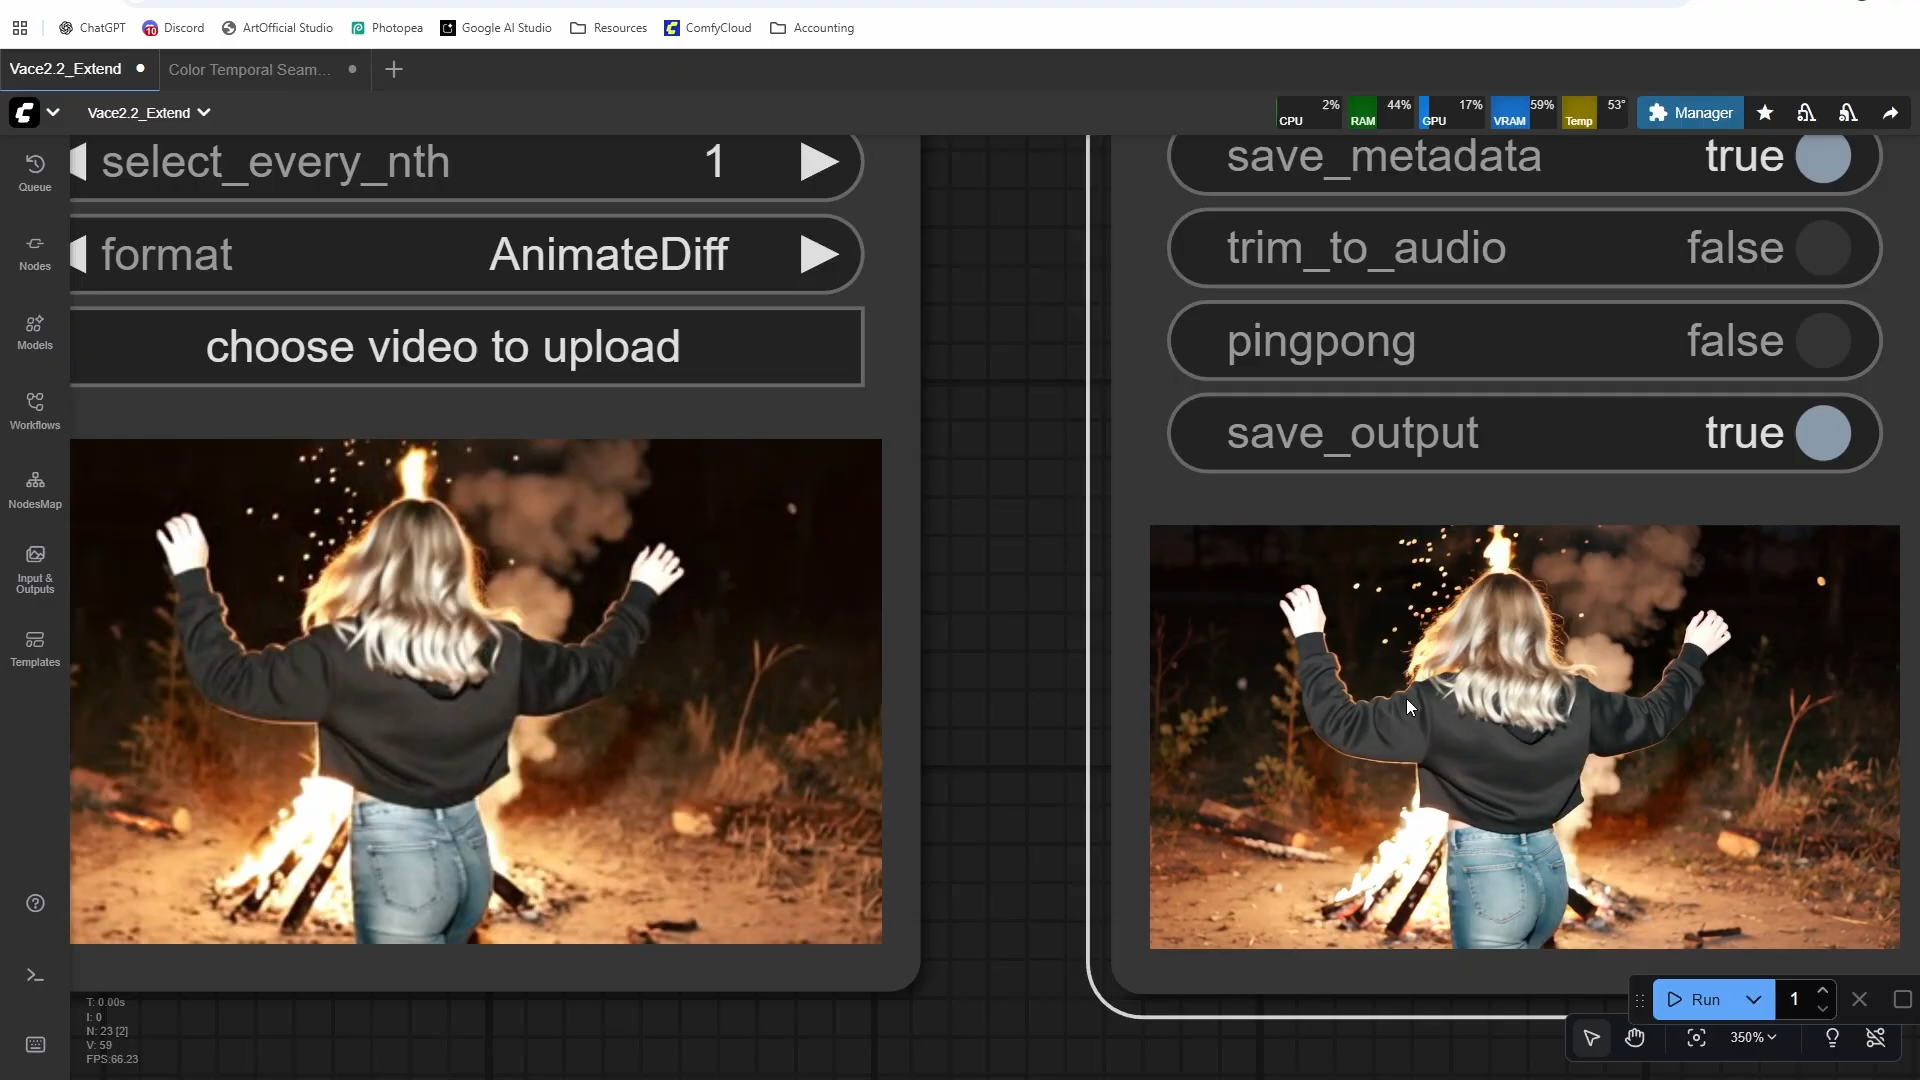 ChatGPT
10
Discord
ArtOfficial Studio
Photopea
Google AI Studio
Resources
ComfyCloud
Accounting
Vace2.2_Extend
Color Temporal Seam...
Vace2.2_Extend
CPU 2%
RAM 44%
GPU 17%
VRAM 59%
Temp 53°
Manager
Queue
Nodes
Models
Workflows
NodesMap
Input &
Outputs
Templates
select_every_nth 1
format AnimateDiff
choose video to upload
save_metadata true
trim_to_audio false
pingpong false
save_output true
T: 0.00s
I: 0
N: 23 [2]
V: 59
FPS:66.23
Run
1
350%